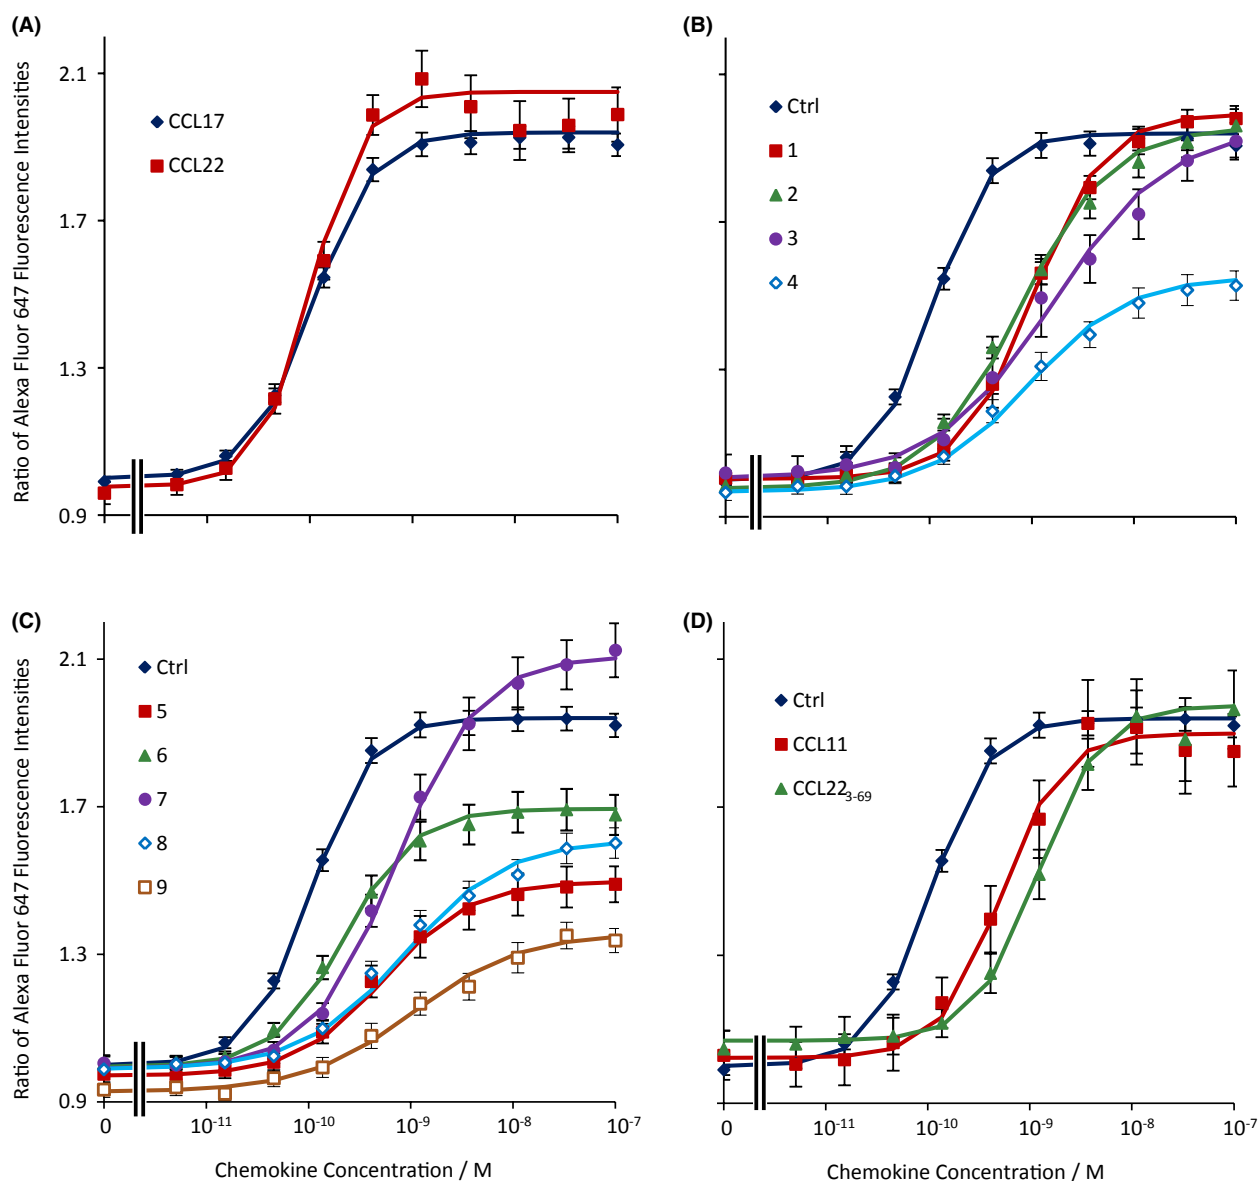 (A)
Ratio of Alexa Fluor 647 Fluorescence Intensities
2.1
1.7
1.3
0.9
CCL17
CCL22
(B)
Ctrl
1
2
3
4
(C)
Ratio of Alexa Fluor 647 Fluorescence Intensities
2.1
1.7
1.3
0.9
Ctrl
5
6
7
8
9
0 10⁻¹¹ 10⁻¹⁰ 10⁻⁹ 10⁻⁸ 10⁻⁷
Chemokine Concentration / M
(D)
Ctrl
CCL11
CCL22₃₋₆₉
0 10⁻¹¹ 10⁻¹⁰ 10⁻⁹ 10⁻⁸ 10⁻⁷
Chemokine Concentration / M